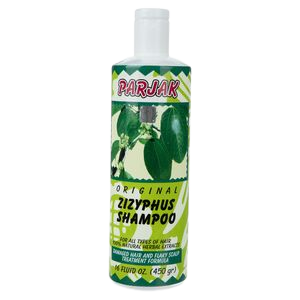 PARJAK
ORIGINAL
ZIZYPHUS
SHAMPOO
FOR ALL TYPES OF HAIR
100% NATURAL HERBAL EXTRACTS
DAMAGED HAIR AND FLAKY SCALP
TREATMENT FORMULA
16 FLUID OZ. (450 gr)